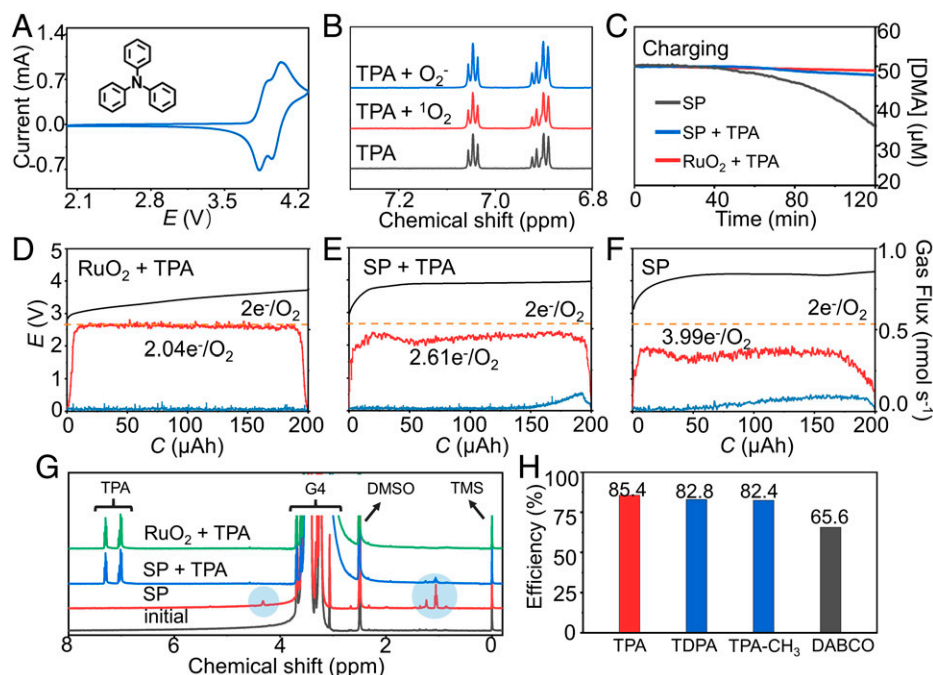 A
1.4
0.7
0.0
-0.7
Current (mA)
N
2.1 2.8 3.5 4.2
E (V)
B
TPA + O₂⁻
TPA + ¹O₂
TPA
7.2 7.0 6.8
Chemical shift (ppm)
C
Charging
SP
SP + TPA
RuO₂ + TPA
60
50
40
30
20
[DMA] (μM)
0 40 80 120
Time (min)
D
RuO₂ + TPA
5
4
3
2
1
0
E (V)
2e⁻/O₂
2.04e⁻/O₂
0 50 100 150 200
C (μAh)
E
SP + TPA
2e⁻/O₂
2.61e⁻/O₂
0 50 100 150 200
C (μAh)
F
SP
2e⁻/O₂
3.99e⁻/O₂
1.0
0.5
0.0
Gas Flux (nmol s⁻¹)
0 50 100 150 200
C (μAh)
G
TPA
G4
DMSO
TMS
RuO₂ + TPA
SP + TPA
SP
initial
8 6 4 2 0
Chemical shift (ppm)
H
100
75
50
25
0
Efficiency (%)
85.4 82.8 82.4 65.6
TPA TDPA TPA-CH₃ DABCO